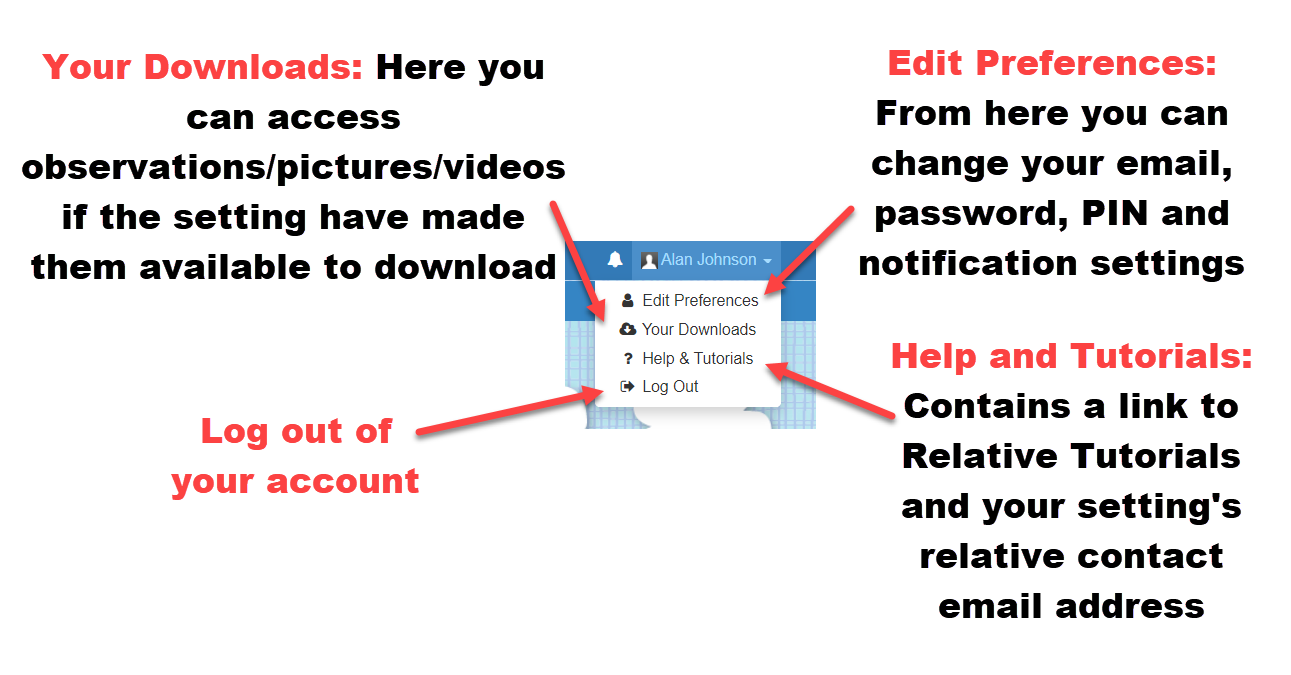 Your Downloads: Here you
can access
observations/pictures/videos
if the setting have made
them available to download
Edit Preferences:
From here you can
change your email,
password, PIN and
notification settings
Alan Johnson
Edit Preferences
Your Downloads
? Help & Tutorials
Log Out
Log out of
your account
Help and Tutorials:
Contains a link to
Relative Tutorials
and your setting's
relative contact
email address